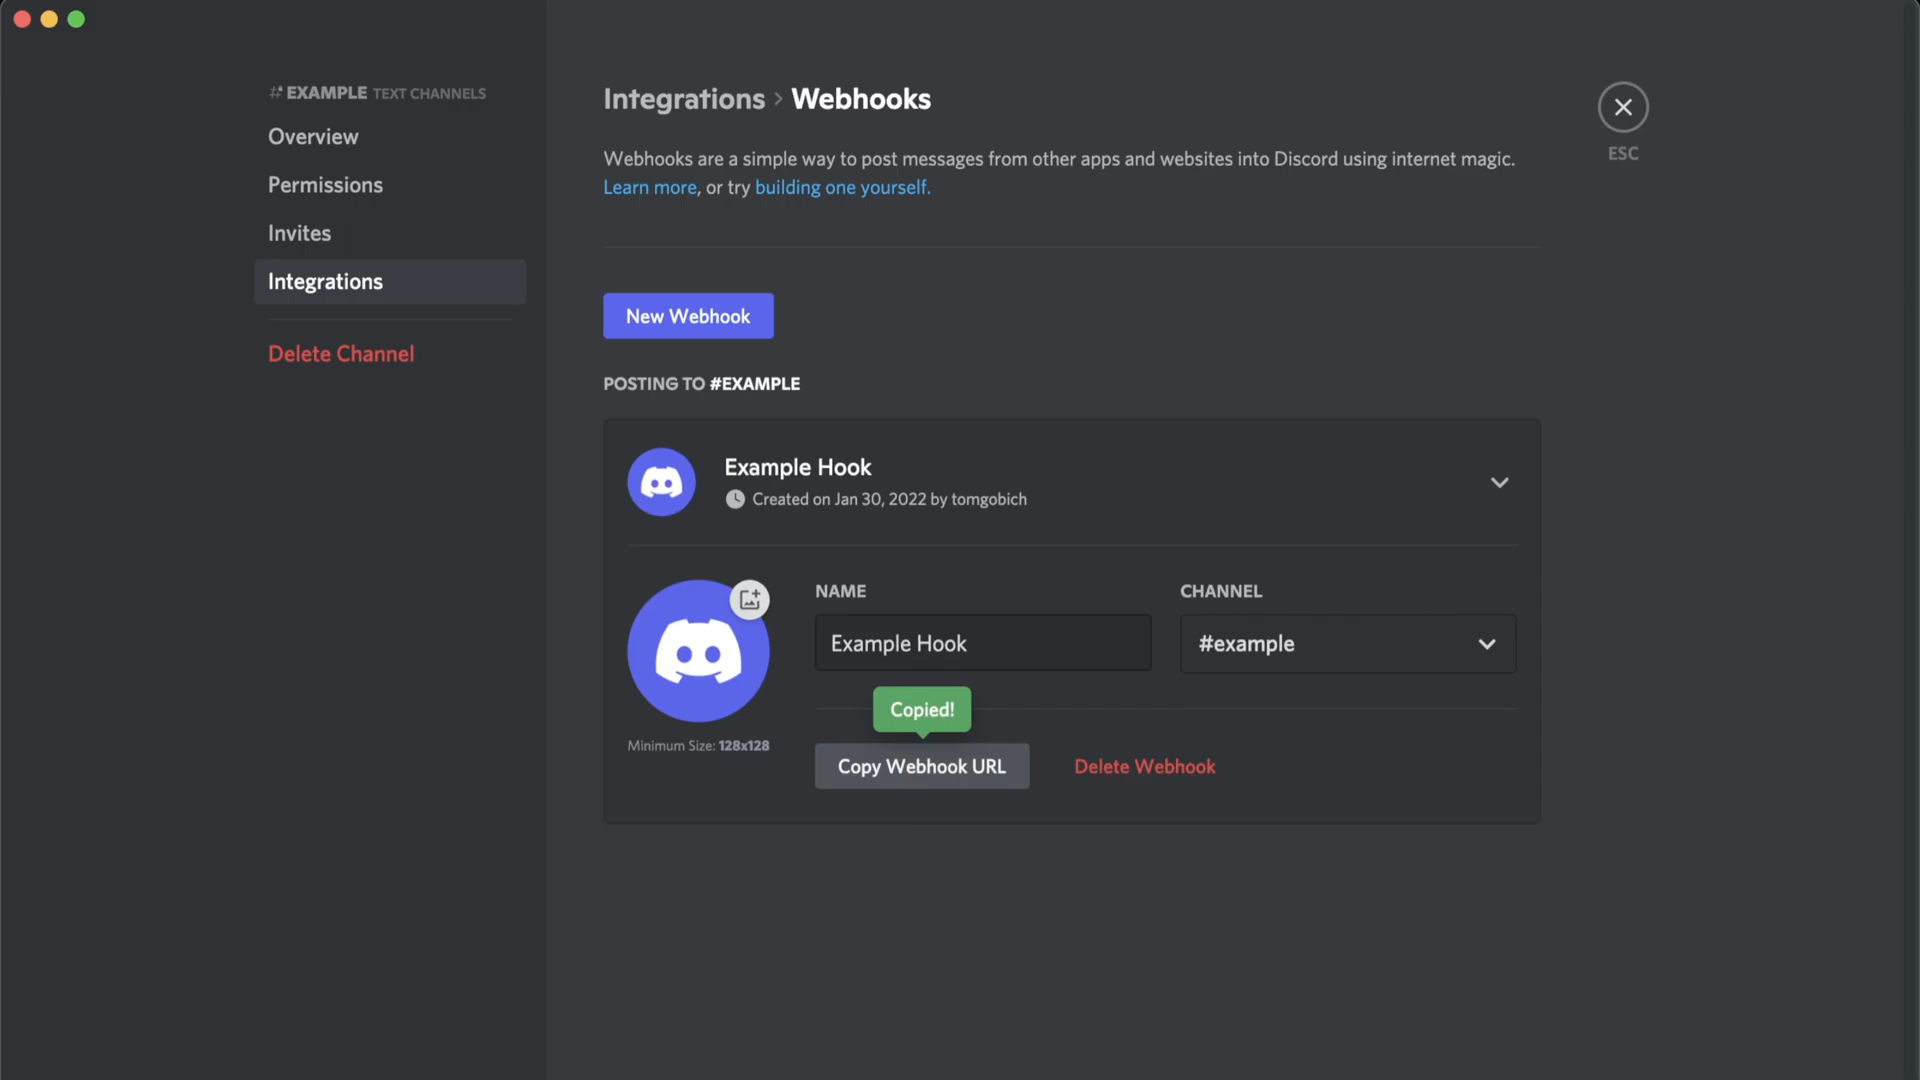 # EXAMPLE TEXT CHANNELS
Overview
Permissions
Invites
Integrations
Delete Channel
Integrations > Webhooks
ESC
Webhooks are a simple way to post messages from other apps and websites into Discord using internet magic.
Learn more, or try building one yourself.
New Webhook
POSTING TO #EXAMPLE
Example Hook
Created on Jan 30, 2022 by tomgobich
NAME
CHANNEL
Example Hook
#example
Copied!
Minimum Size: 128x128
Copy Webhook URL
Delete Webhook